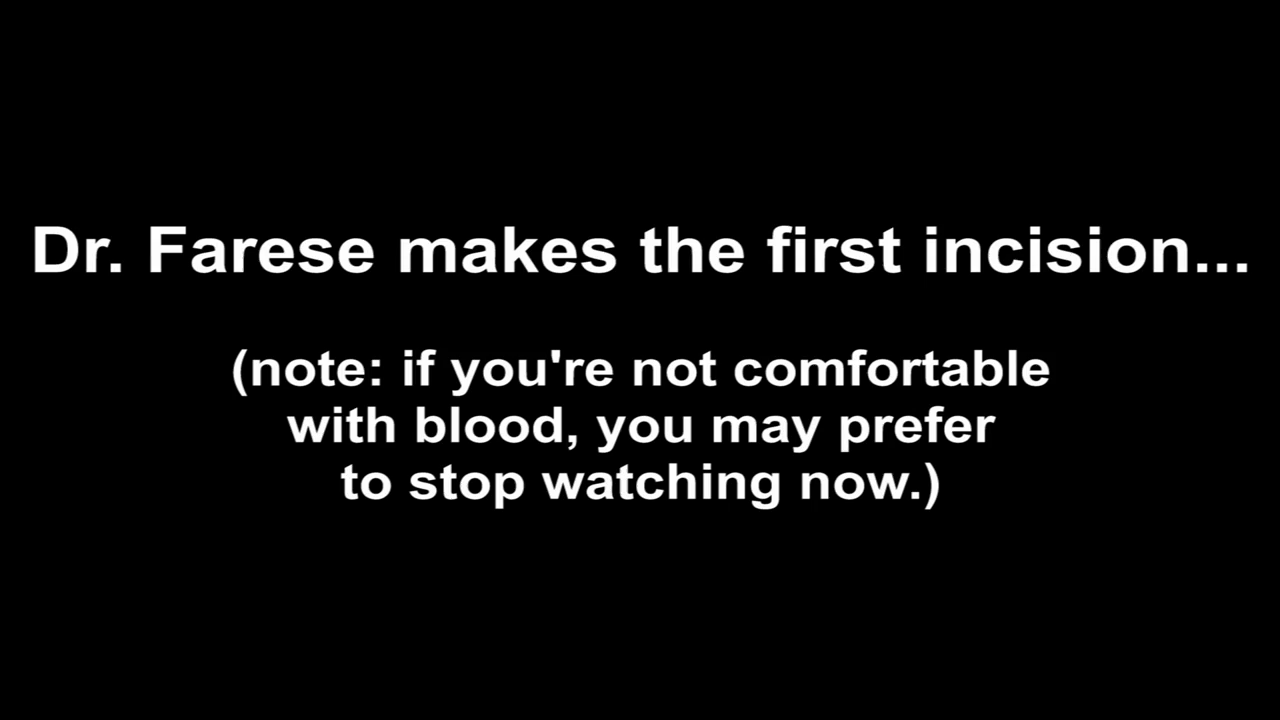 Dr. Farese makes the first incision...
(note: if you're not comfortable
with blood, you may prefer
to stop watching now.)